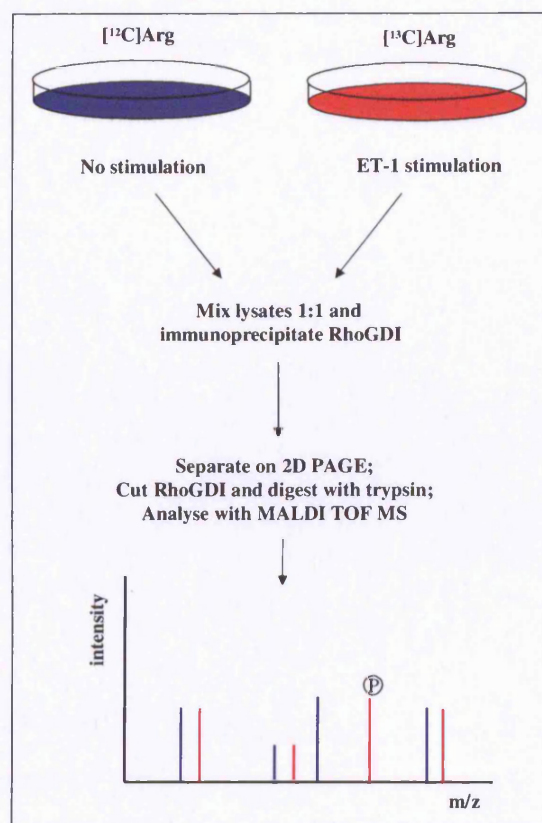 [¹²C]Arg
[¹³C]Arg
No stimulation
ET-1 stimulation
Mix lysates 1:1 and
immunoprecipitate RhoGDI
Separate on 2D PAGE;
Cut RhoGDI and digest with trypsin;
Analyse with MALDI TOF MS
intensity
Ⓟ
m/z